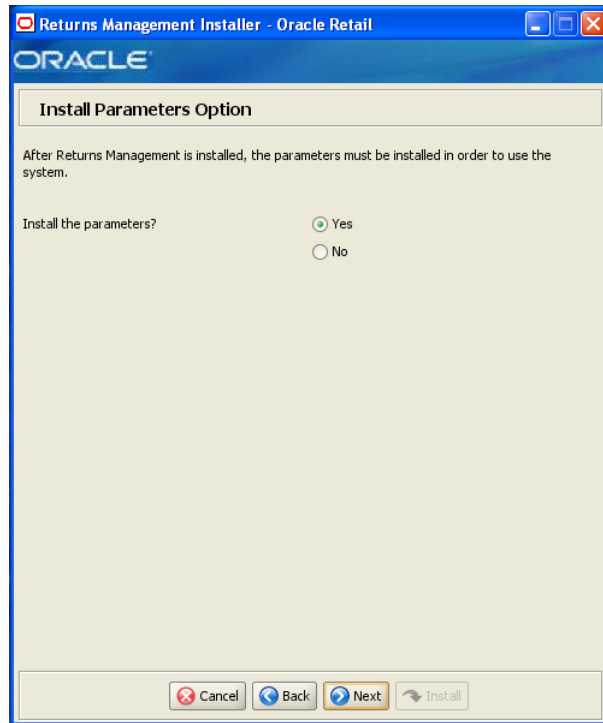 Returns Management Installer - Oracle Retail
ORACLE
Install Parameters Option
After Returns Management is installed, the parameters must be installed in order to use the
system.
Install the parameters?
Yes
No
Cancel
Back
Next
Install